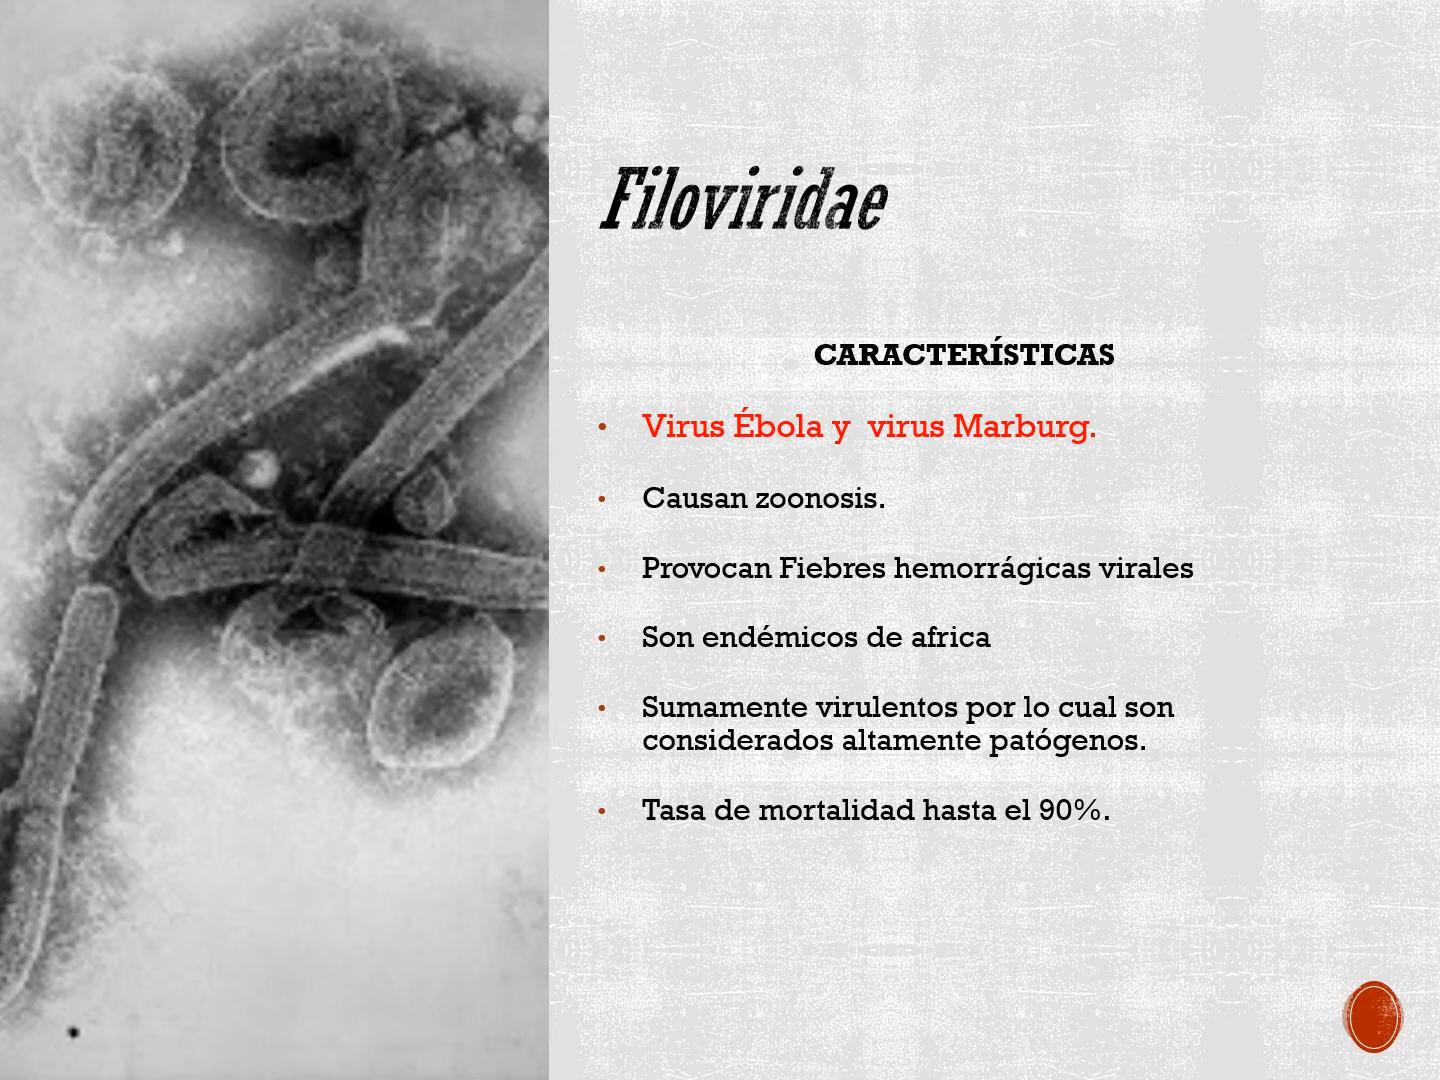 Filoviridae
CARACTERÍSTICAS
• Virus Ébola y  virus Marburg.
• Causan zoonosis.
• Provocan Fiebres hemorrágicas virales
• Son endémicos de africa
• Sumamente virulentos por lo cual son
considerados altamente patógenos.
• Tasa de mortalidad hasta el 90%.